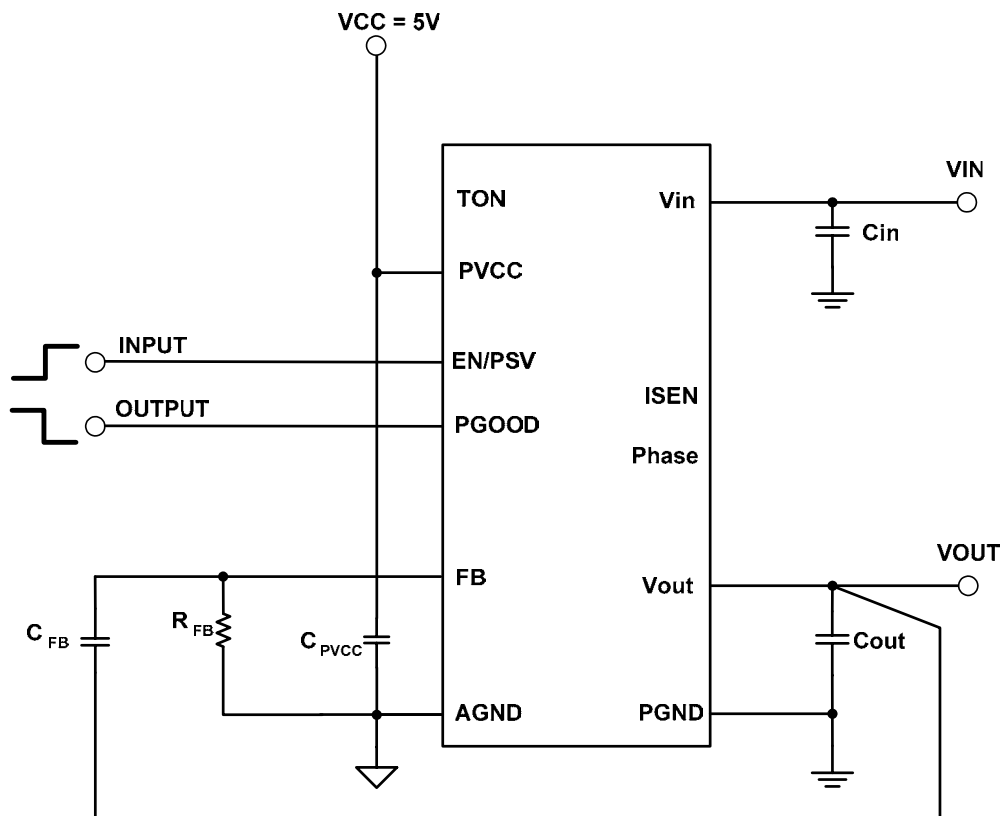 VCC = 5V
VIN
TON
Vin
Cin
PVCC
INPUT
EN/PSV
ISEN
OUTPUT
PGOOD
Phase
VOUT
FB
Vout
C FB
R FB
C PVCC
Cout
AGND
PGND